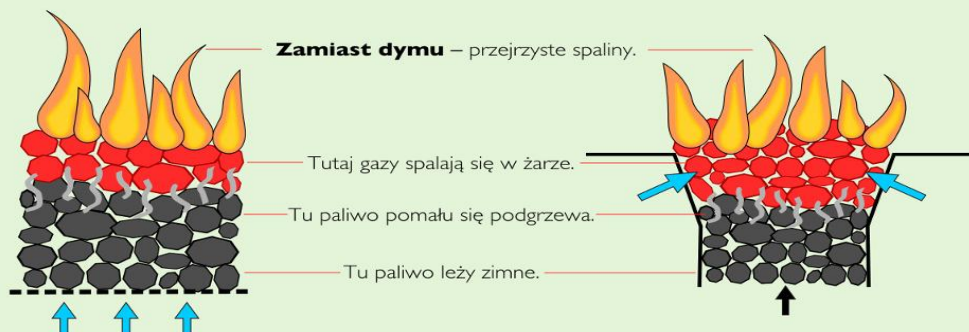 Zamiast dymu – przejrzyste spaliny.
Tutaj gazy spalają się w żarze.
Tu paliwo pomału się podgrzewa.
Tu paliwo leży zimne.